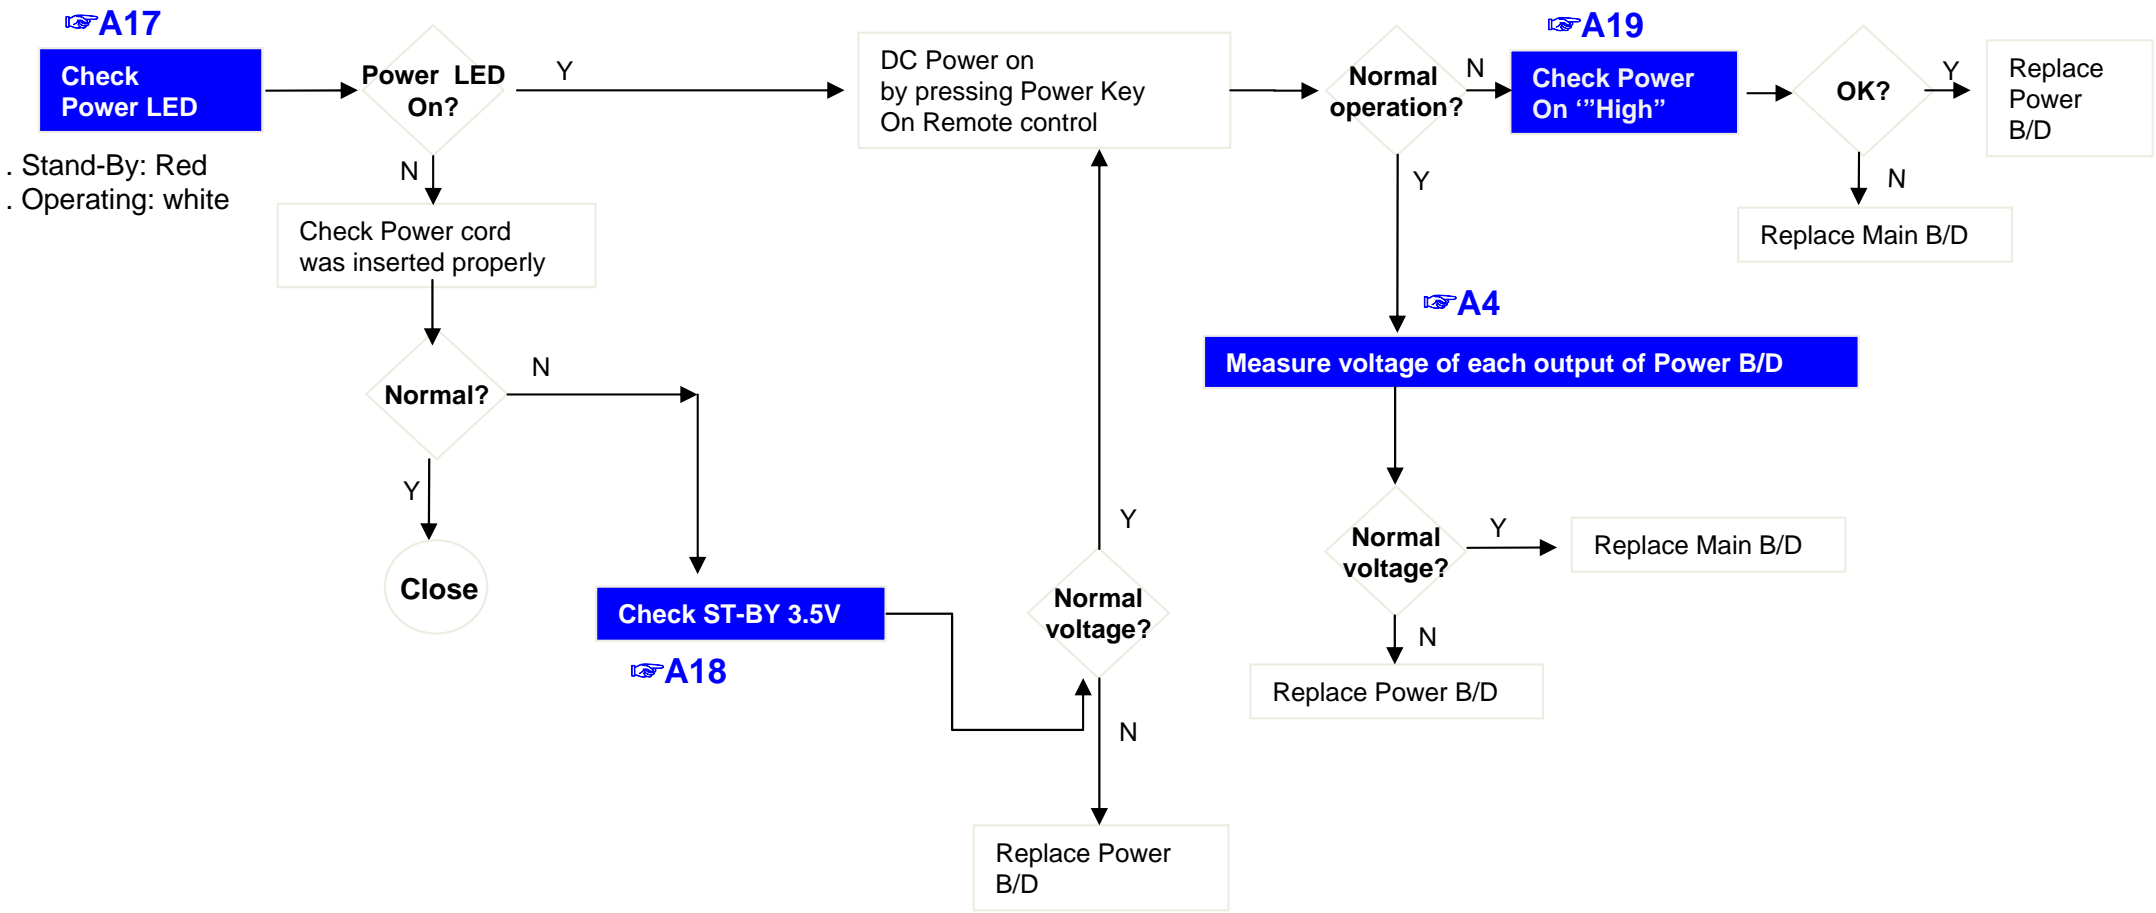 ☞A17
Check
Power LED
. Stand-By: Red
. Operating: white
Power LED
On?
Y
N
Check Power cord
was inserted properly
Normal?
N
Y
Close
Check ST-BY 3.5V
☞A18
DC Power on
by pressing Power Key
On Remote control
Y
Normal
voltage?
N
Replace Power
B/D
Normal
operation?
N
Y
☞A19
Check Power
On ‘”High”
OK?
Y
Replace
Power
B/D
N
Replace Main B/D
☞A4
Measure voltage of each output of Power B/D
Normal
voltage?
Y
Replace Main B/D
N
Replace Power B/D